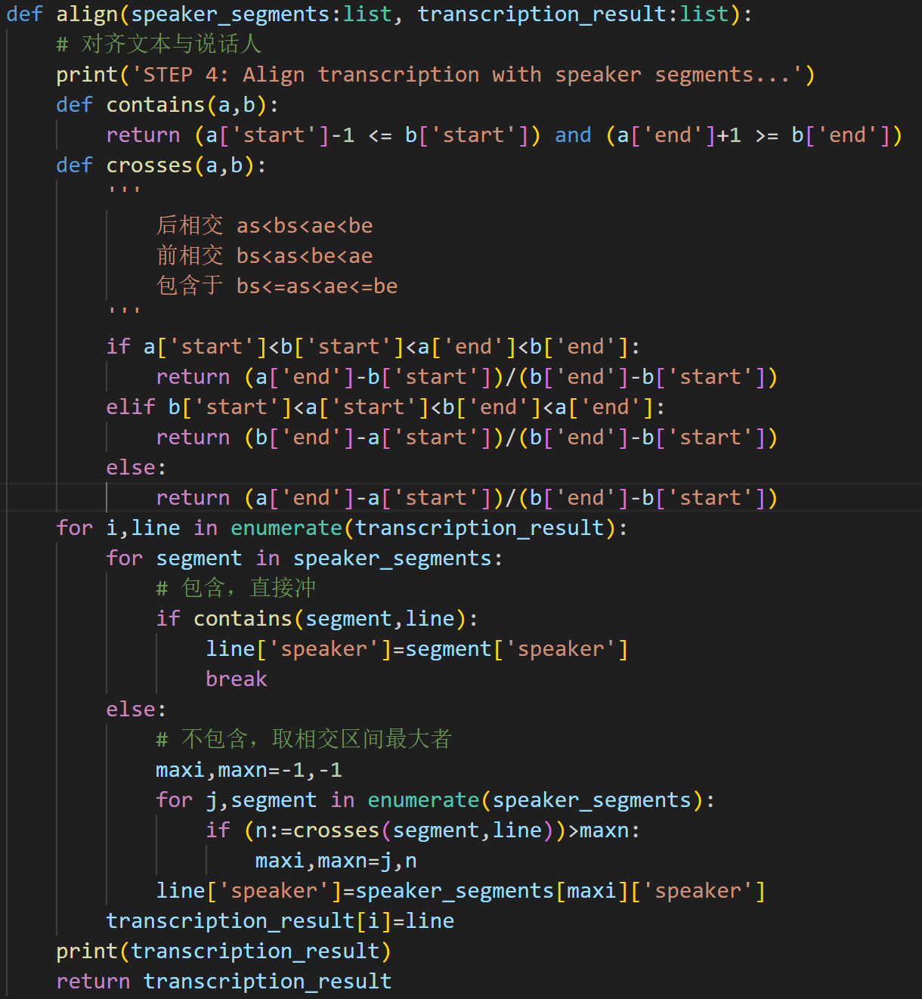 def align(speaker_segments:list, transcription_result:list):
    # 对齐文本与说话人
    print('STEP 4: Align transcription with speaker segments...')
    def contains(a,b):
        return (a['start']-1 <= b['start']) and (a['end']+1 >= b['end'])
    def crosses(a,b):
        '''
            后相交 as<bs<ae<be
            前相交 bs<as<be<ae
            包含于 bs<=as<ae<=be
        '''
        if a['start']<b['start']<a['end']<b['end']:
            return (a['end']-b['start'])/(b['end']-b['start'])
        elif b['start']<a['start']<b['end']<a['end']:
            return (b['end']-a['start'])/(b['end']-b['start'])
        else:
            return (a['end']-a['start'])/(b['end']-b['start'])
    for i,line in enumerate(transcription_result):
        for segment in speaker_segments:
            # 包含，直接冲
            if contains(segment,line):
                line['speaker']=segment['speaker']
                break
        else:
            # 不包含，取相交区间最大者
            maxi,maxn=-1,-1
            for j,segment in enumerate(speaker_segments):
                if (n:=crosses(segment,line))>maxn:
                    maxi,maxn=j,n
            line['speaker']=speaker_segments[maxi]['speaker']
        transcription_result[i]=line
    print(transcription_result)
    return transcription_result